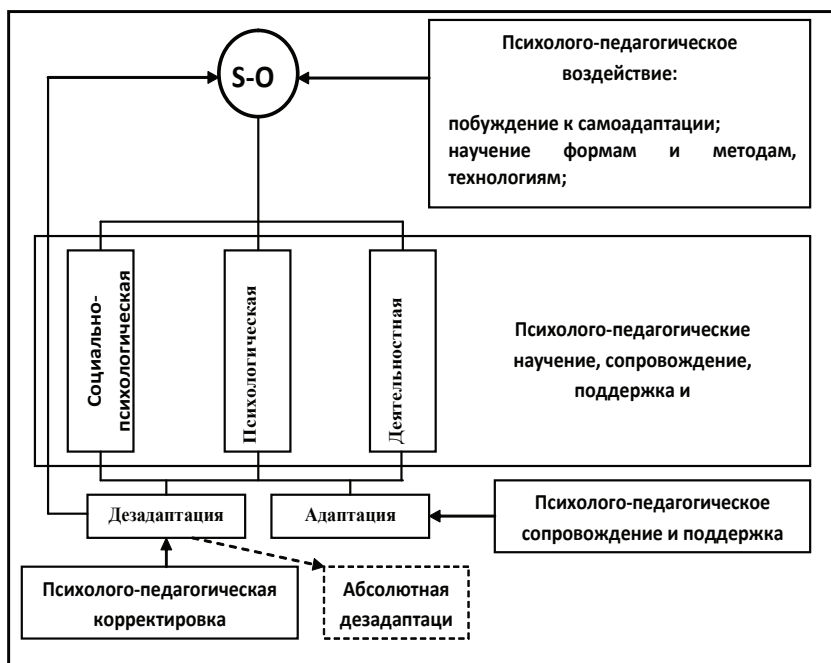 S-O
Психолого-педагогическое
воздействие:
побуждение к самоадаптации;
научение формам и методам,
технологиям;
Социально-
психологическая
Психологическая
Деятельностная
Психолого-педагогические
научение, сопровождение,
поддержка и
Дезадаптация
Адаптация
Психолого-педагогическое
сопровождение и поддержка
Психолого-педагогическая
корректировка
Абсолютная
дезадаптаци